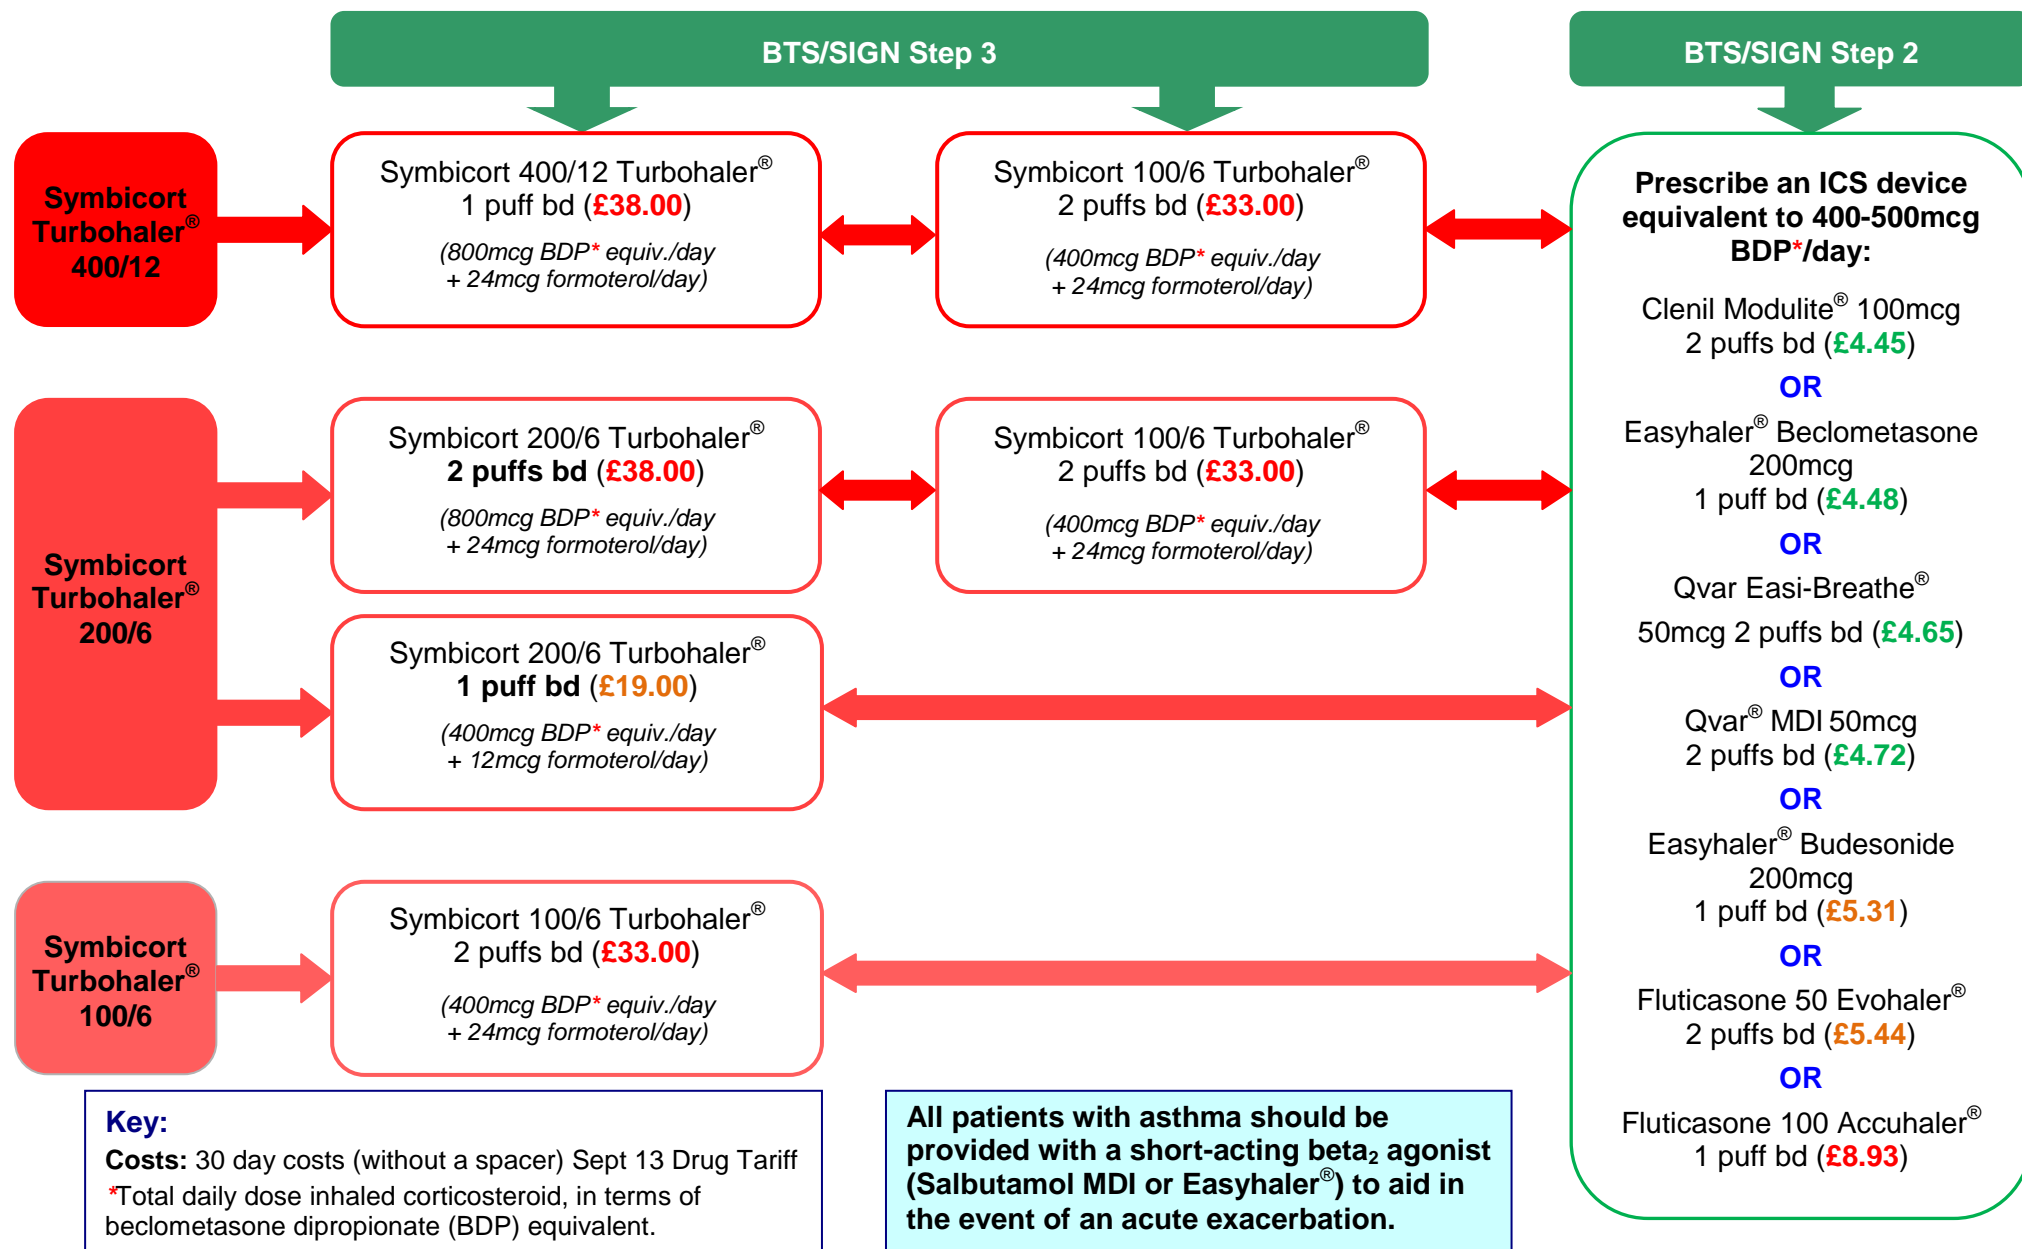 BTS/SIGN Step 3
BTS/SIGN Step 2
Symbicort
Turbohaler®
400/12
Symbicort 400/12 Turbohaler®
1 puff bd (£38.00)
(800mcg BDP* equiv./day
+ 24mcg formoterol/day)
Symbicort 100/6 Turbohaler®
2 puffs bd (£33.00)
(400mcg BDP* equiv./day
+ 24mcg formoterol/day)
Symbicort
Turbohaler®
200/6
Symbicort 200/6 Turbohaler®
2 puffs bd (£38.00)
(800mcg BDP* equiv./day
+ 24mcg formoterol/day)
Symbicort 100/6 Turbohaler®
2 puffs bd (£33.00)
(400mcg BDP* equiv./day
+ 24mcg formoterol/day)
Symbicort 200/6 Turbohaler®
1 puff bd (£19.00)
(400mcg BDP* equiv./day
+ 12mcg formoterol/day)
Symbicort
Turbohaler®
100/6
Symbicort 100/6 Turbohaler®
2 puffs bd (£33.00)
(400mcg BDP* equiv./day
+ 24mcg formoterol/day)
Prescribe an ICS device
equivalent to 400-500mcg
BDP*/day:
Clenil Modulite® 100mcg
2 puffs bd (£4.45)
OR
Easyhaler® Beclometasone
200mcg
1 puff bd (£4.48)
OR
Qvar Easi-Breathe®
50mcg 2 puffs bd (£4.65)
OR
Qvar® MDI 50mcg
2 puffs bd (£4.72)
OR
Easyhaler® Budesonide
200mcg
1 puff bd (£5.31)
OR
Fluticasone 50 Evohaler®
2 puffs bd (£5.44)
OR
Fluticasone 100 Accuhaler®
1 puff bd (£8.93)
Key:
Costs: 30 day costs (without a spacer) Sept 13 Drug Tariff
*Total daily dose inhaled corticosteroid, in terms of
beclometasone dipropionate (BDP) equivalent.
All patients with asthma should be
provided with a short-acting beta₂ agonist
(Salbutamol MDI or Easyhaler®) to aid in
the event of an acute exacerbation.